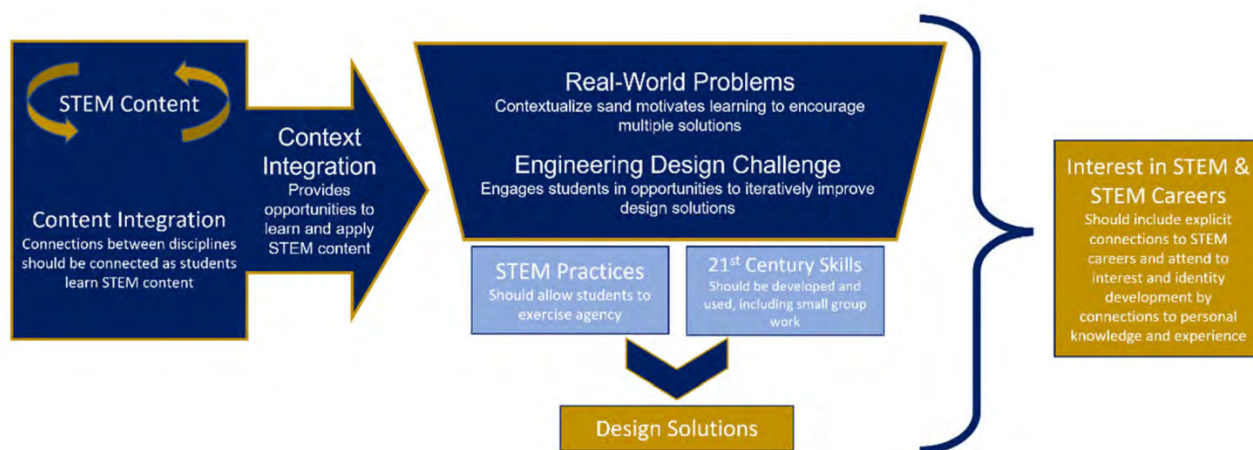 STEM Content
Content Integration
Connections between disciplines
should be connected as students
learn STEM content
Context
Integration
Provides
opportunities to
learn and apply
STEM content
Real-World Problems
Contextualize sand motivates learning to encourage
multiple solutions
Engineering Design Challenge
Engages students in opportunities to iteratively improve
design solutions
STEM Practices
Should allow students to
exercise agency
21st Century Skills
Should be developed and
used, including small group
work
Design Solutions
Interest in STEM &
STEM Careers
Should include explicit
connections to STEM
careers and attend to
interest and identity
development by
connections to personal
knowledge and experience